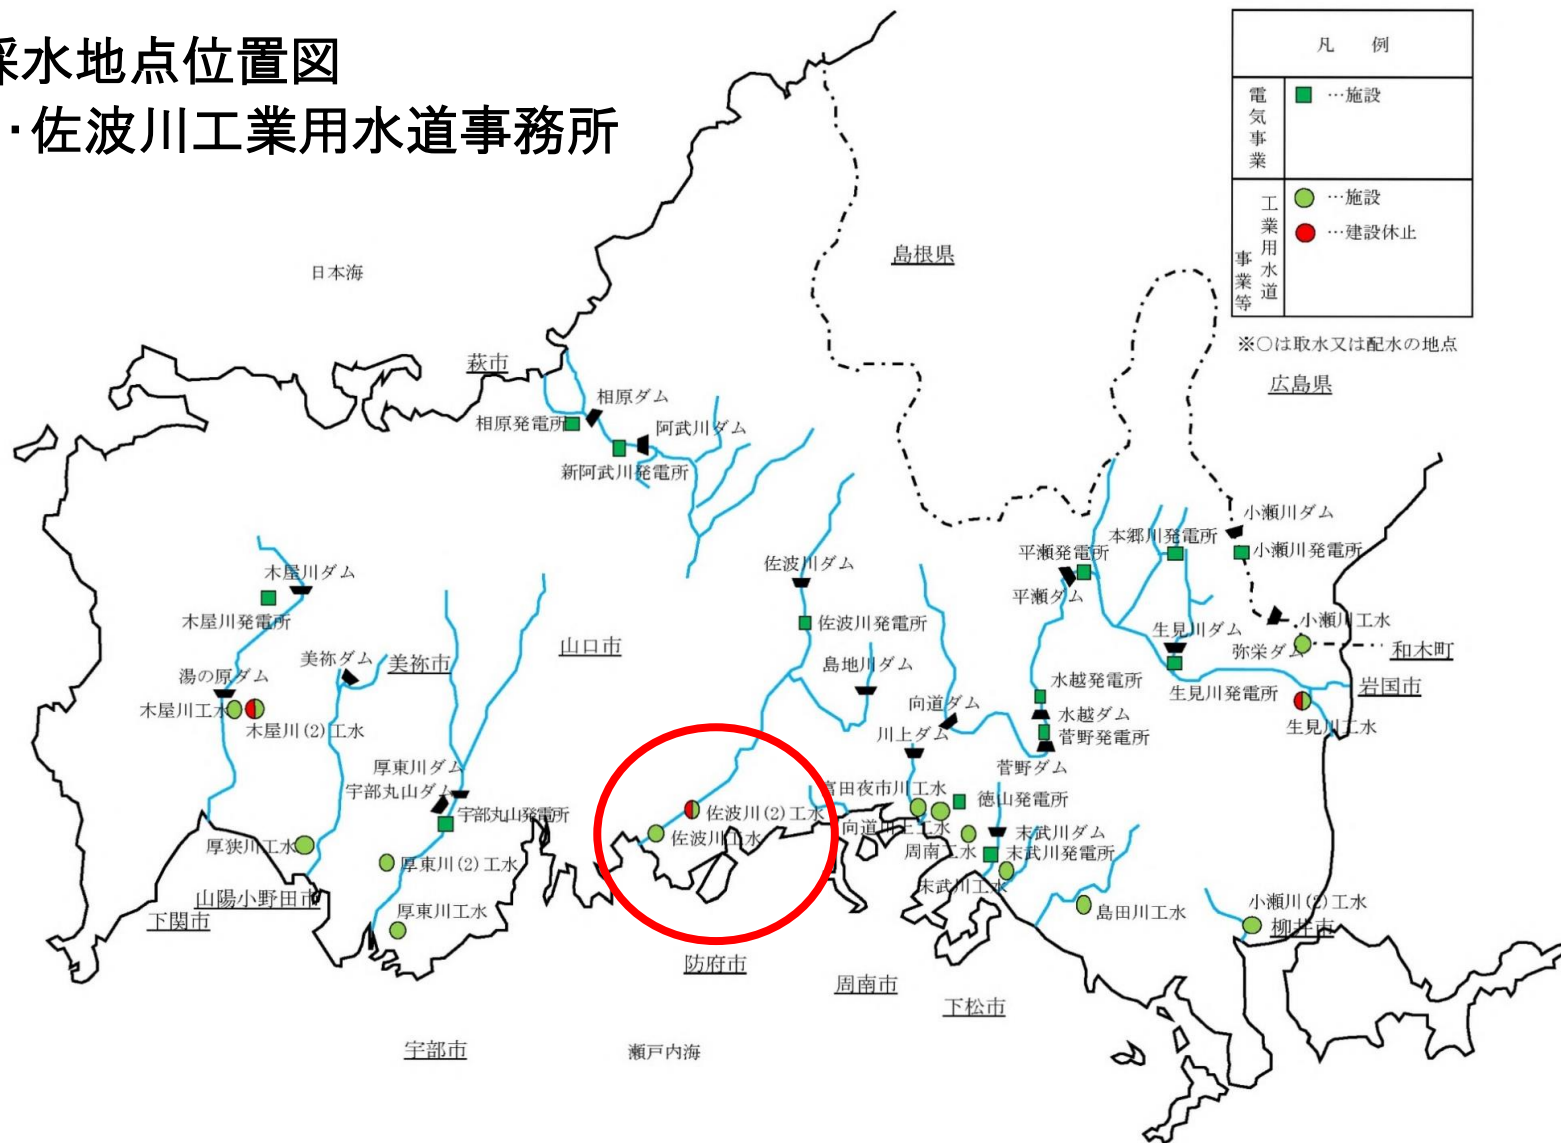 採水地点位置図
・佐波川工業用水道事務所
凡 例
電気事業
…施設
工業用水道事業等
…施設
…建設休止
※○は取水又は配水の地点
日本海
島根県
広島県
萩市
相原ダム
相原発電所
阿武川ダム
新阿武川発電所
小瀬川ダム
本郷川発電所
小瀬川発電所
平瀬発電所
平瀬ダム
佐波川ダム
木屋川ダム
木屋川発電所
佐波川発電所
小瀬川工水
生見川ダム
弥栄ダム
和木町
山口市
美祢ダム
美祢市
島地川ダム
湯の原ダム
水越発電所
生見川発電所
岩国市
木屋川工水
木屋川(2)工水
向道ダム
水越ダム
生見川工水
川上ダム
菅野発電所
厚東川ダム
菅野ダム
宇部丸山ダム
富田夜市川工水
徳山発電所
宇部丸山発電所
佐波川(2)工水
佐波川工水
向道川上工水
末武川ダム
厚狭川工水
周南工水
末武川発電所
厚東川(2)工水
末武川工水
山陽小野田市
下関市
厚東川工水
島田川工水
小瀬川(2)工水
柳井市
防府市
周南市
下松市
宇部市
瀬戸内海